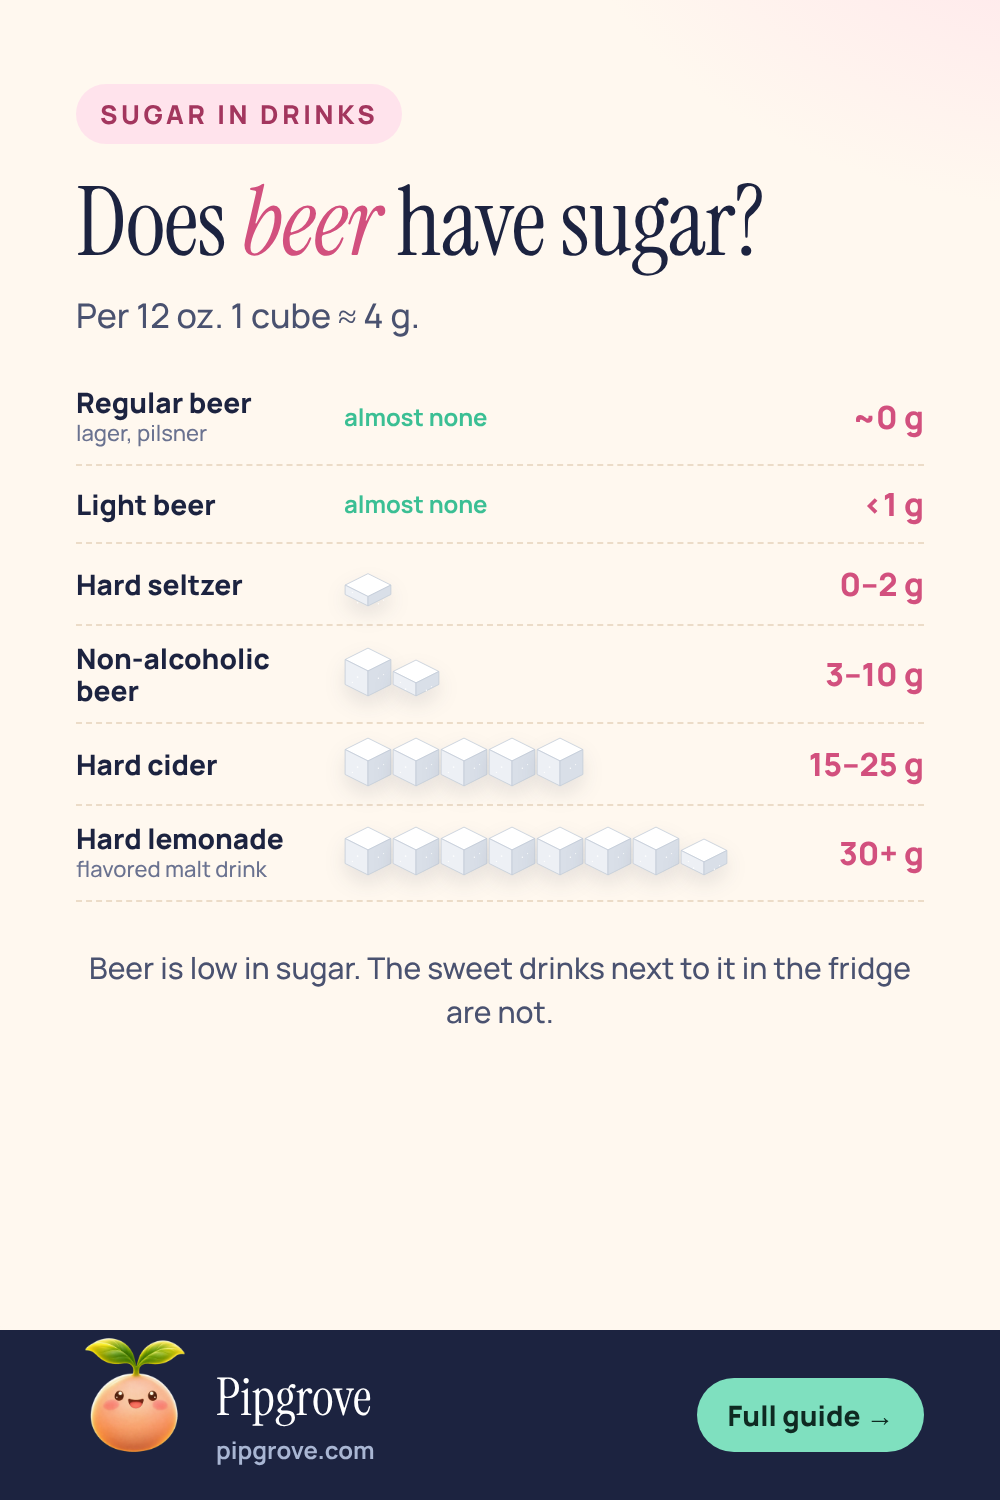 SUGAR IN DRINKS
Does beer have sugar?
Per 12 oz. 1 cube ≈ 4 g.
Regular beer
lager, pilsner
almost none
~0 g
Light beer
almost none
<1 g
Hard seltzer
0–2 g
Non-alcoholic
beer
3–10 g
Hard cider
15–25 g
Hard lemonade
flavored malt drink
30+ g
Beer is low in sugar. The sweet drinks next to it in the fridge
are not.
Pipgrove
pipgrove.com
Full guide →